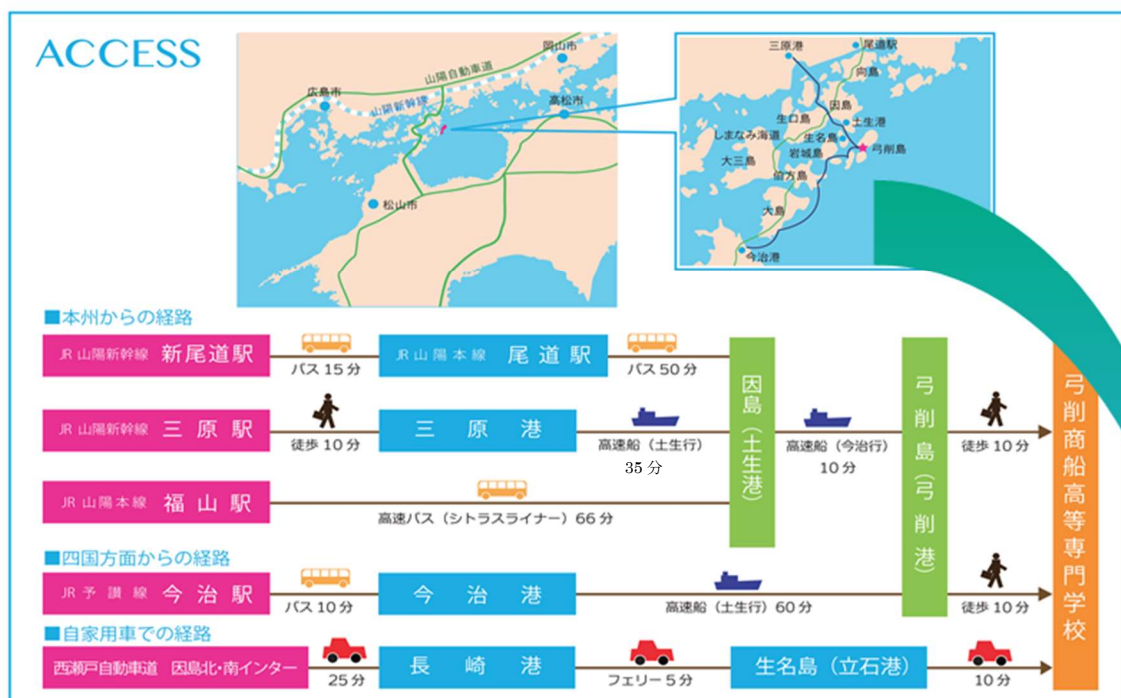 ACCESS
岡山市
山陽自動車道
広島市
山陽新幹線
高松市
松山市
三原港
尾道駅
向島
因島
生口島
土生港
しまなみ海道
生名島
弓削島
岩城島
大三島
伯方島
大島
今治港
■本州からの経路
JR 山陽新幹線 新尾道駅
バス 15 分
JR 山陽本線 尾道駅
バス 50 分
JR 山陽新幹線 三原駅
徒歩 10 分
三原港
高速船（土生行）
35 分
因島（土生港）
高速船（今治行）
10 分
弓削島（弓削港）
徒歩 10 分
弓削商船高等専門学校
JR 山陽本線 福山駅
高速バス（シトラスライナー）66 分
■四国方面からの経路
JR 予讃線 今治駅
バス 10 分
今治港
高速船（土生行）60 分
徒歩 10 分
■自家用車での経路
西瀬戸自動車道 因島北・南インター
25 分
長崎港
フェリー 5 分
生名島（立石港）
10 分